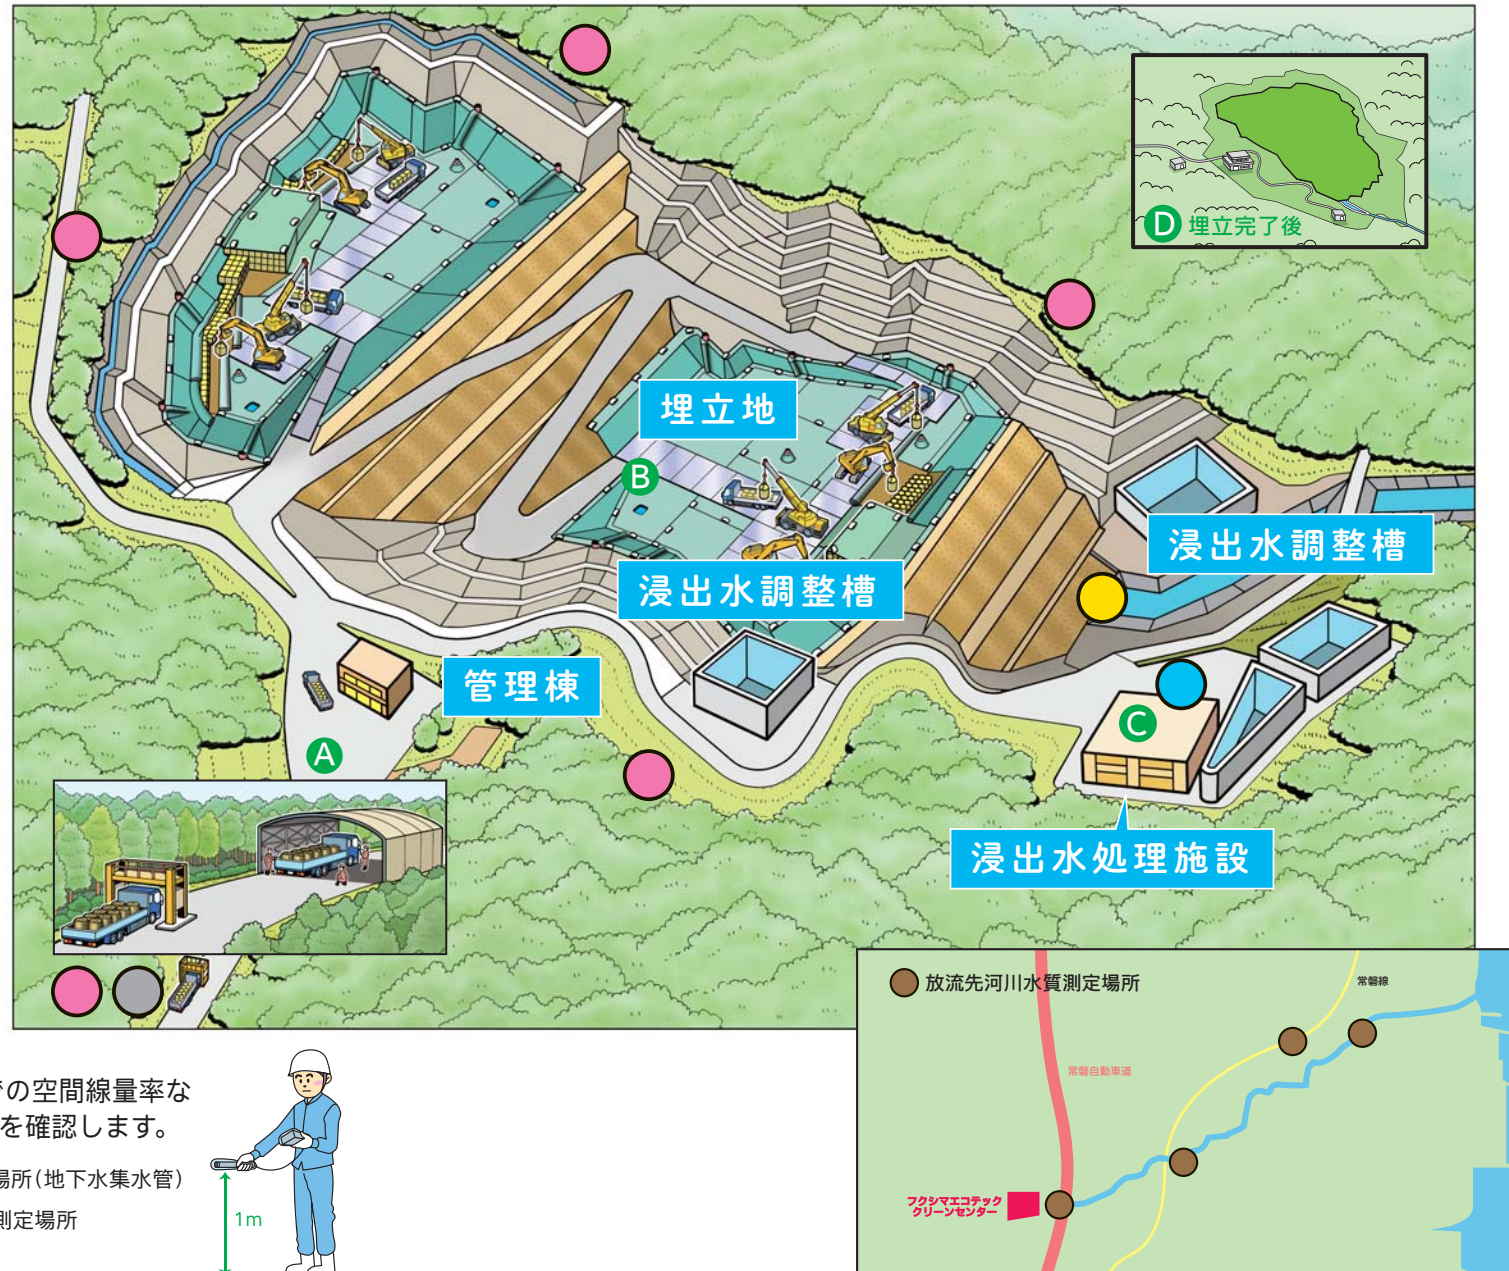 D 埋立完了後
埋立地
B
浸出水調整槽
浸出水調整槽
管理棟
C
A
浸出水処理施設
放流先河川水質測定場所
常磐線
常磐自動車道
フクシマエコテック
クリーンセンター
の空間線量率な
を確認します。
場所(地下水集水管)
測定場所
1m